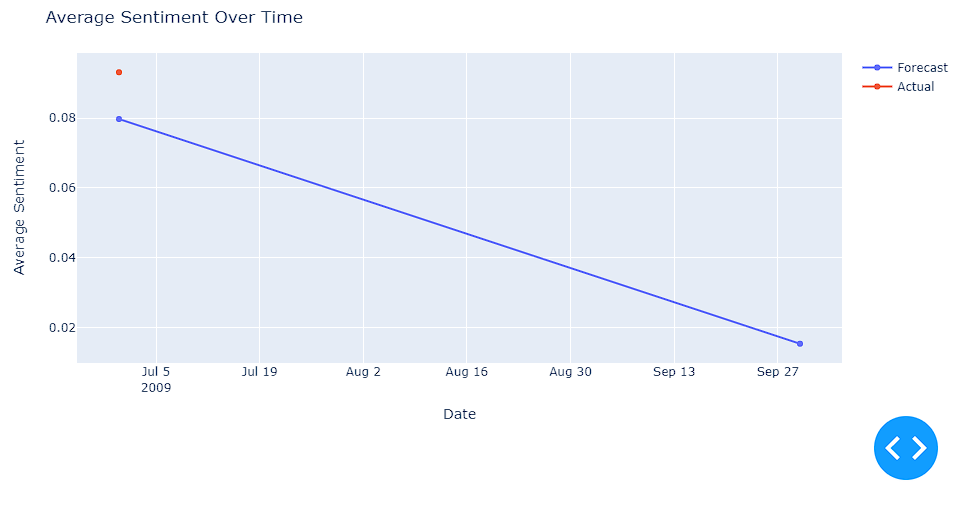 Average Sentiment Over Time
Forecast
Actual
0.08
0.06
0.04
0.02
Average Sentiment
Jul 5
2009
Jul 19
Aug 2
Aug 16
Aug 30
Sep 13
Sep 27
Date